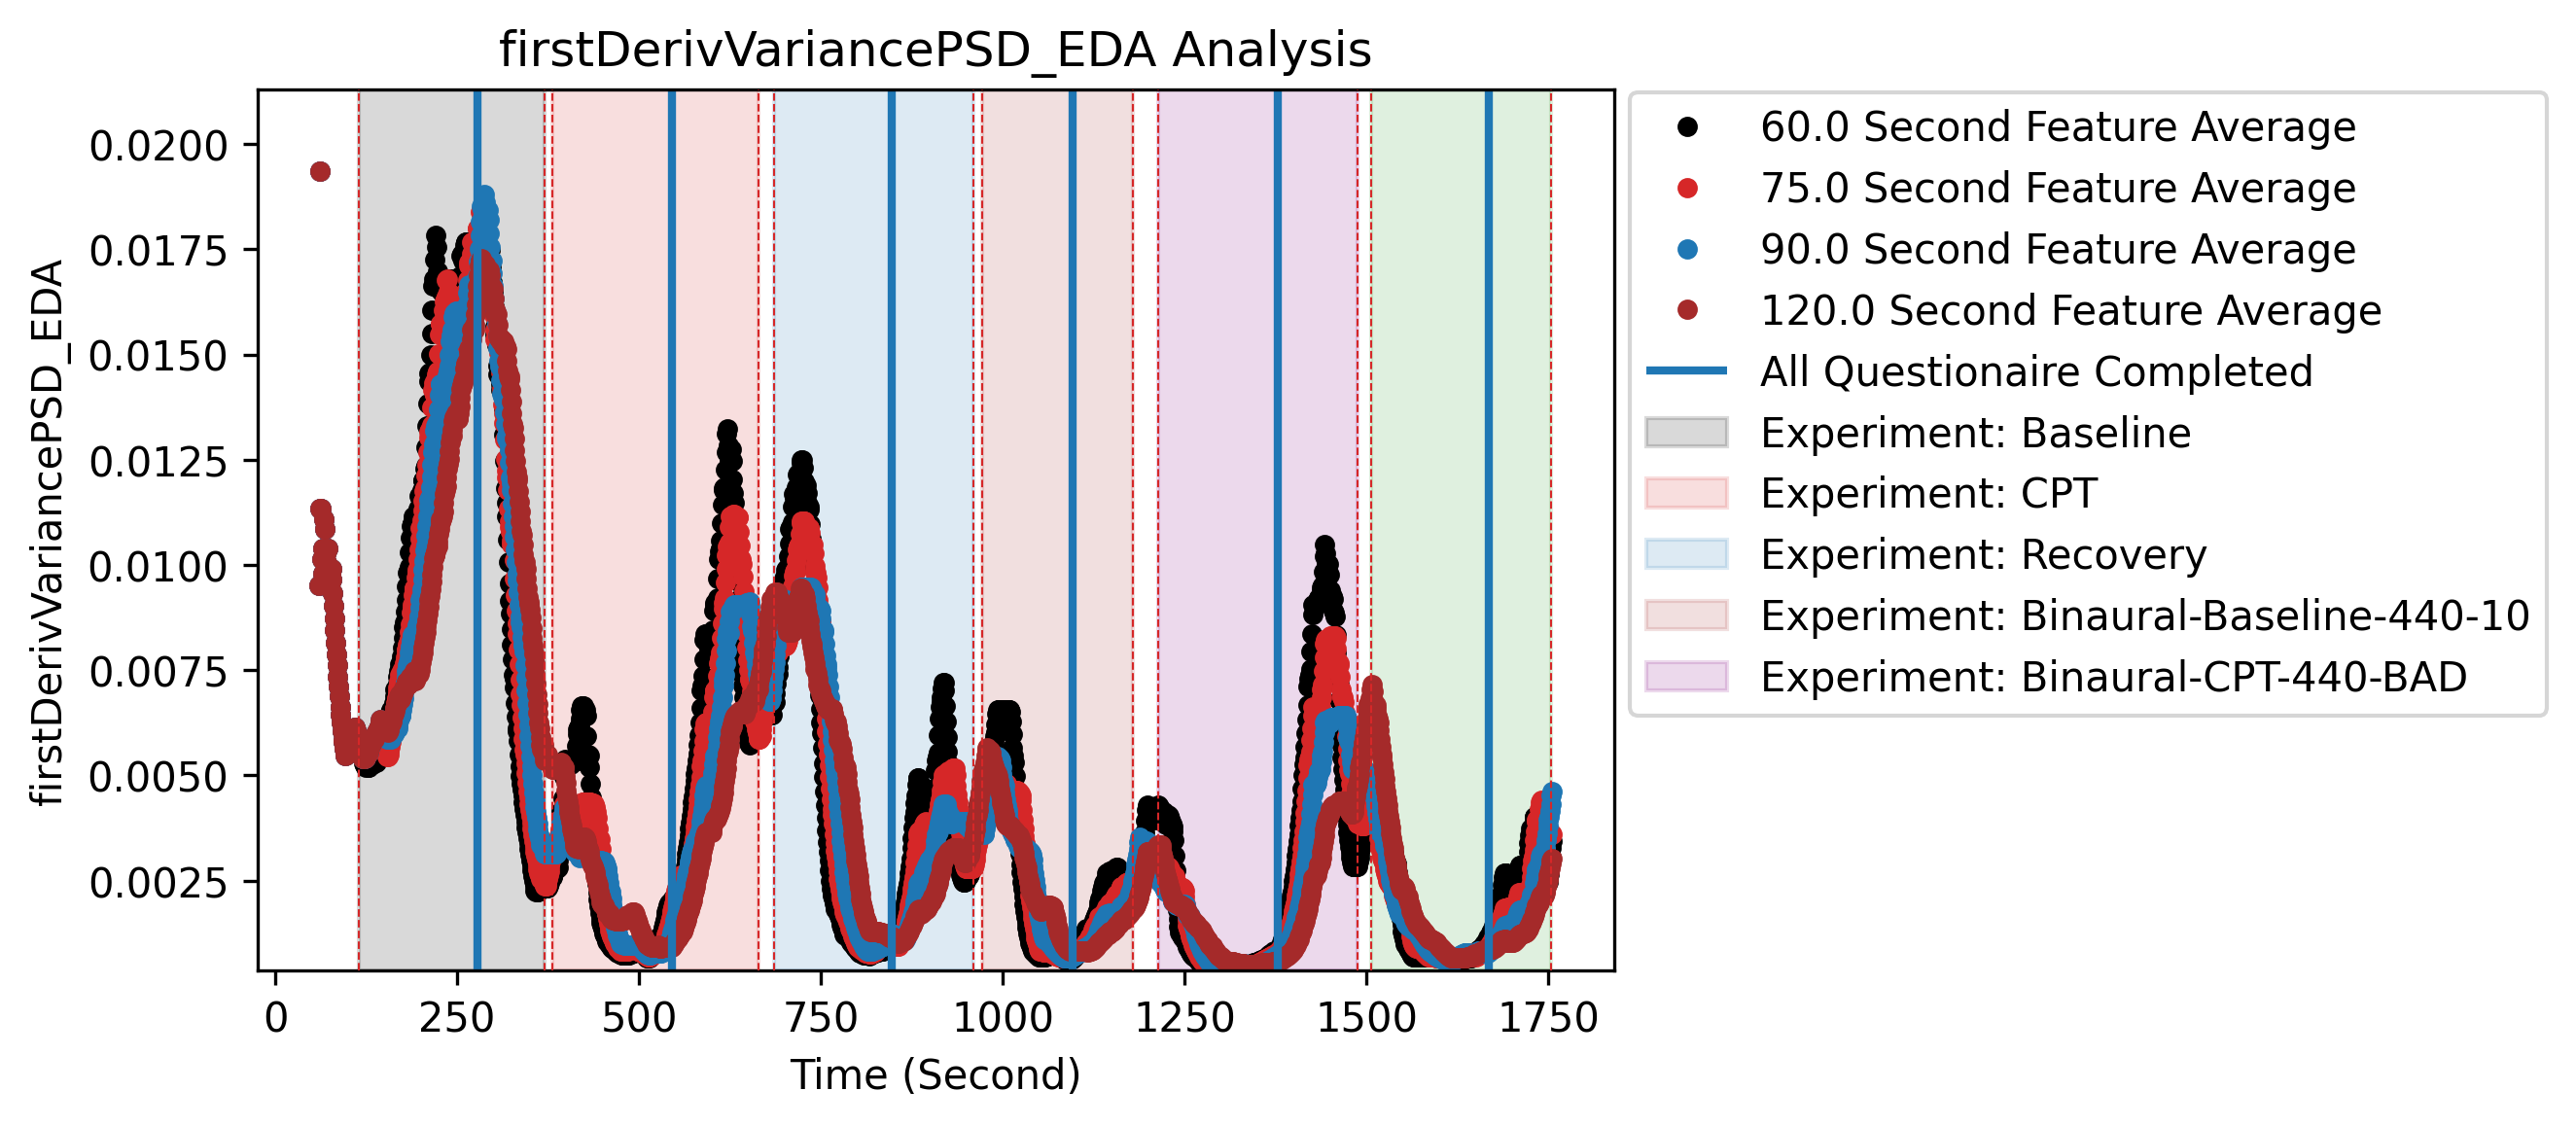 firstDerivVariancePSD_EDA Analysis
firstDerivVariancePSD_EDA
0.0200
0.0175
0.0150
0.0125
0.0100
0.0075
0.0050
0.0025
0
250
500
750
1000
1250
1500
1750
Time (Second)
60.0 Second Feature Average
75.0 Second Feature Average
90.0 Second Feature Average
120.0 Second Feature Average
All Questionaire Completed
Experiment: Baseline
Experiment: CPT
Experiment: Recovery
Experiment: Binaural-Baseline-440-10
Experiment: Binaural-CPT-440-BAD